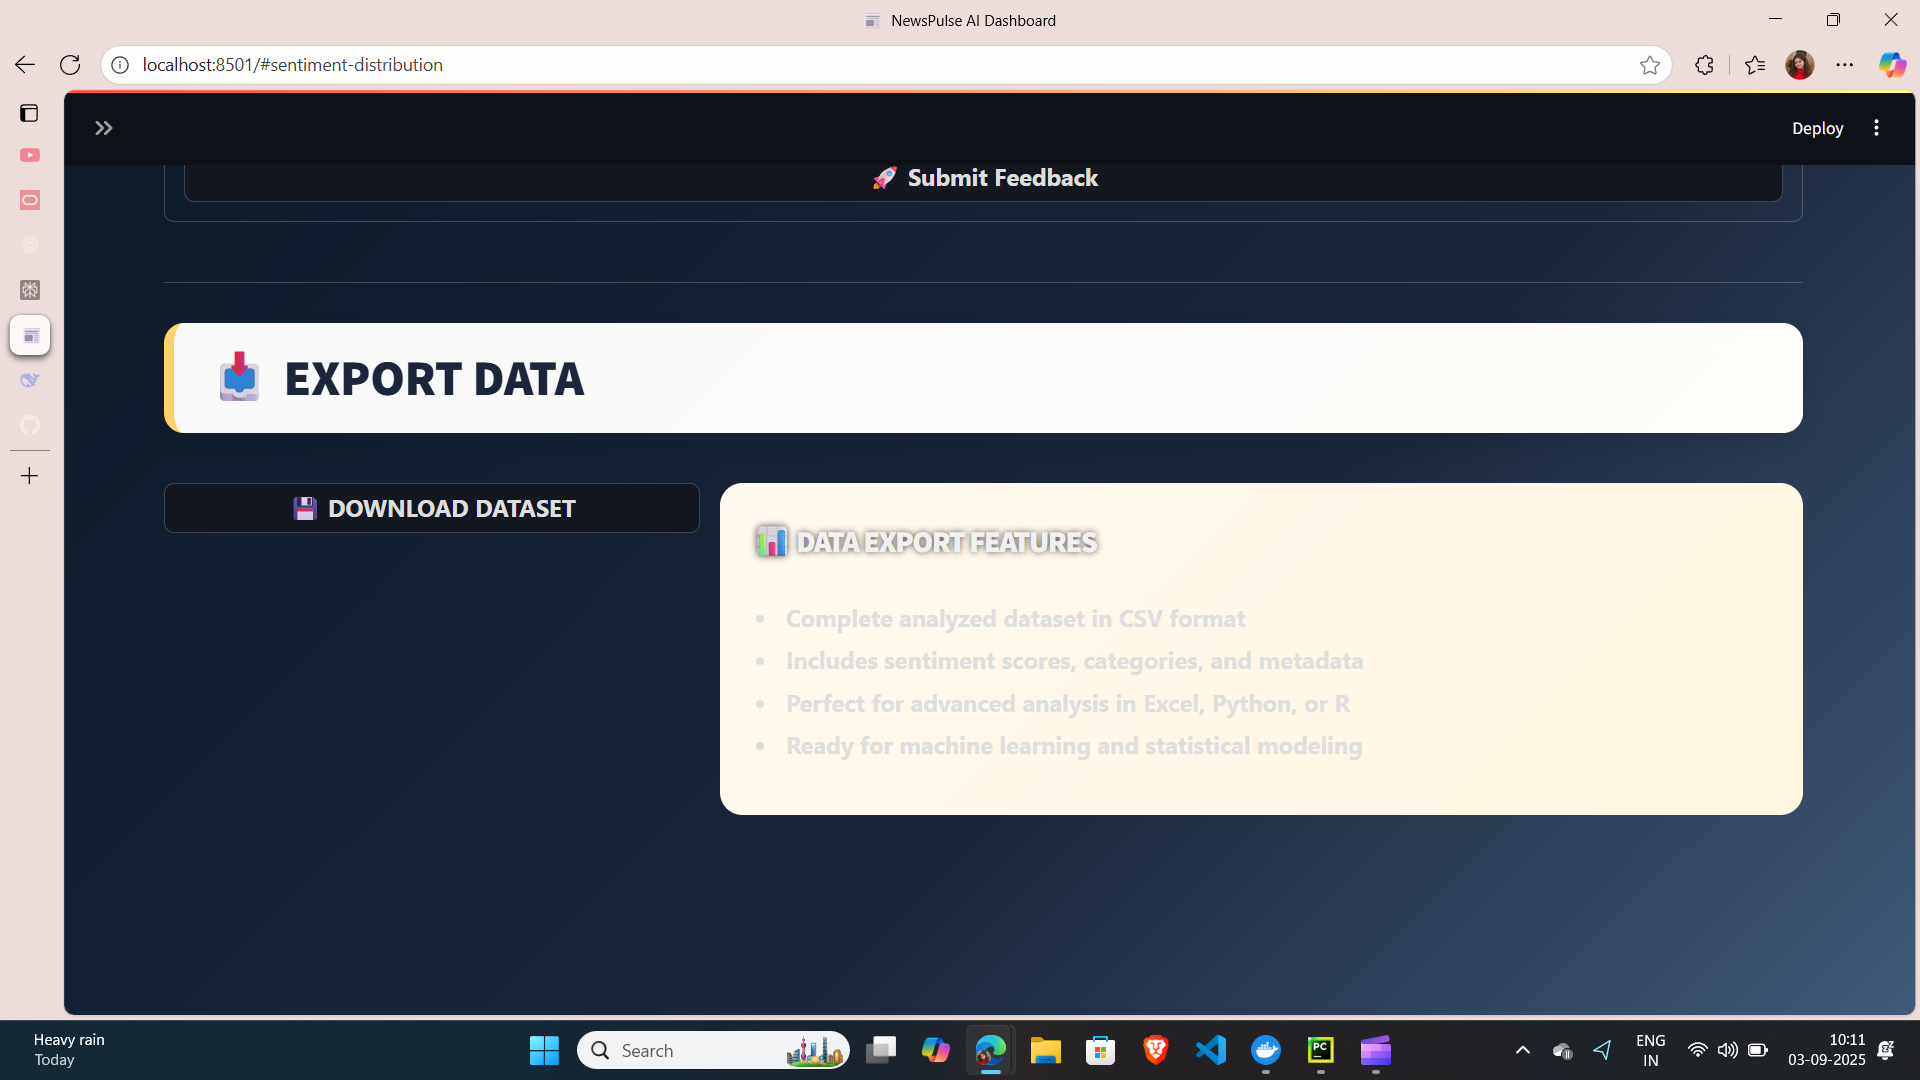 NewsPulse AI Dashboard
localhost:8501/#sentiment-distribution
Deploy
🚀 Submit Feedback
📥 EXPORT DATA
💾 DOWNLOAD DATASET
📊 DATA EXPORT FEATURES
• Complete analyzed dataset in CSV format
• Includes sentiment scores, categories, and metadata
• Perfect for advanced analysis in Excel, Python, or R
• Ready for machine learning and statistical modeling
Heavy rain
Today
Search
PC
ENG
IN
10:11
03-09-2025